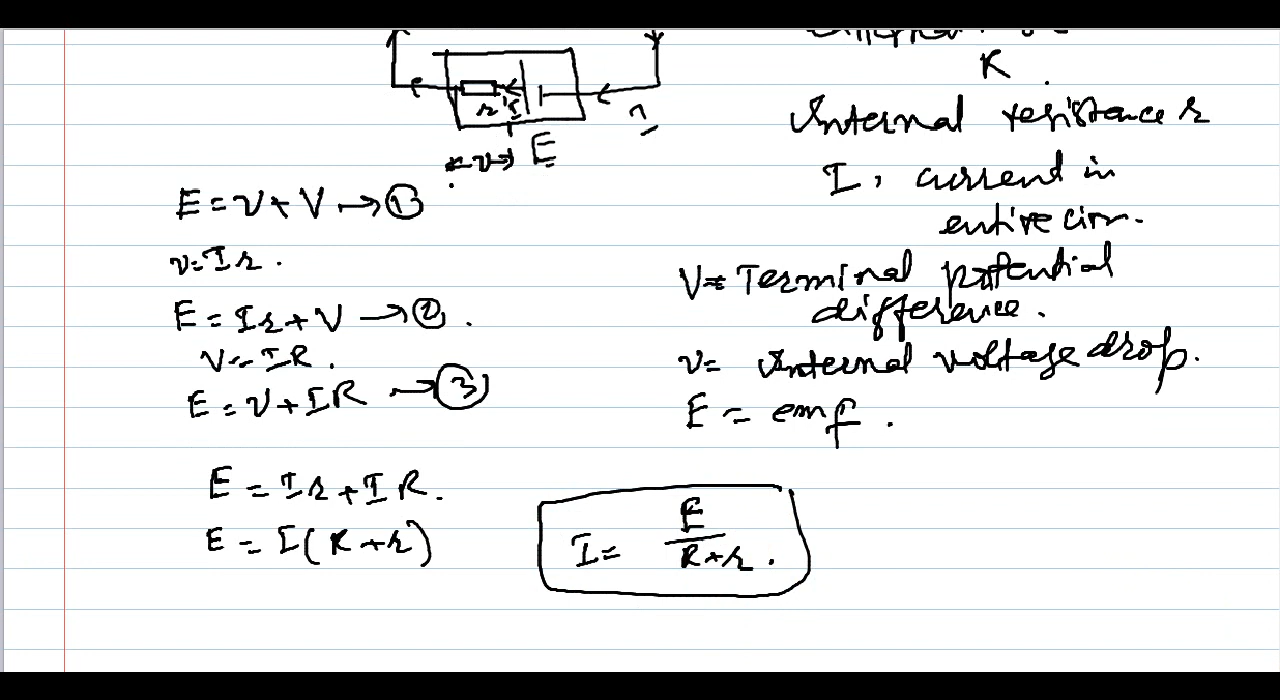 R
Internal resistance r
r I
I
E
v
I, current in
entire circ.
E = v + V → ①
v = Ir.
V = Terminal potential
difference.
E = Ir + V → ②.
V = IR.
v = Internal voltage drop.
E = v + IR → ③
E = emf.
E = Ir + IR.
E = I(R+r)
I = E
R+r.